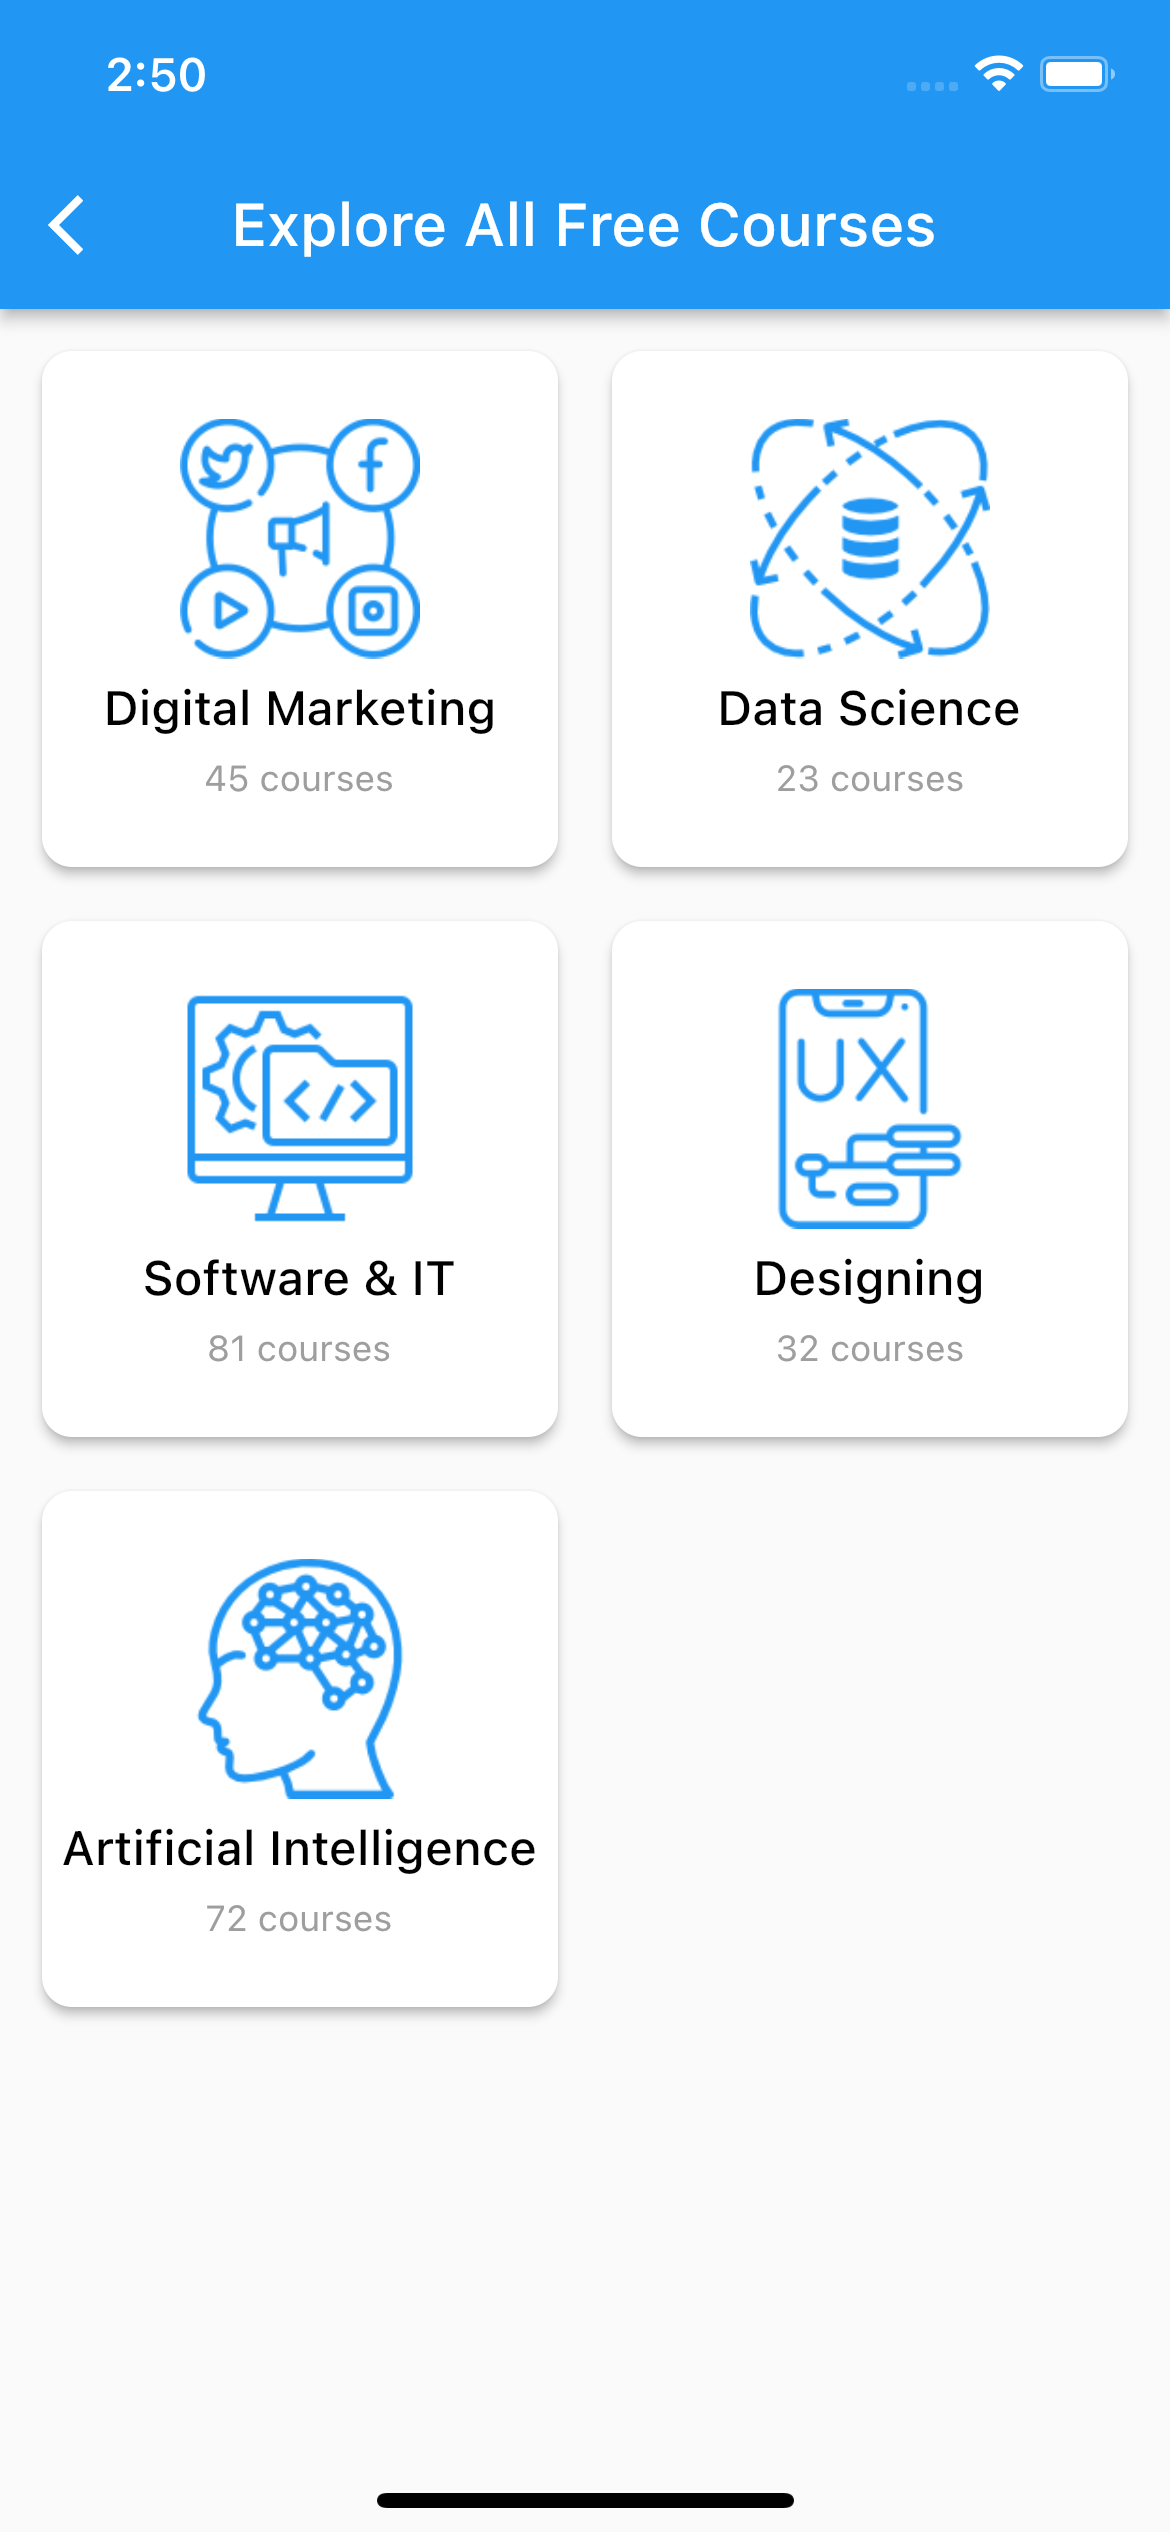 2:50
Explore All Free Courses
Digital Marketing
45 courses
Data Science
23 courses
Software & IT
81 courses
UX
Designing
32 courses
Artificial Intelligence
72 courses